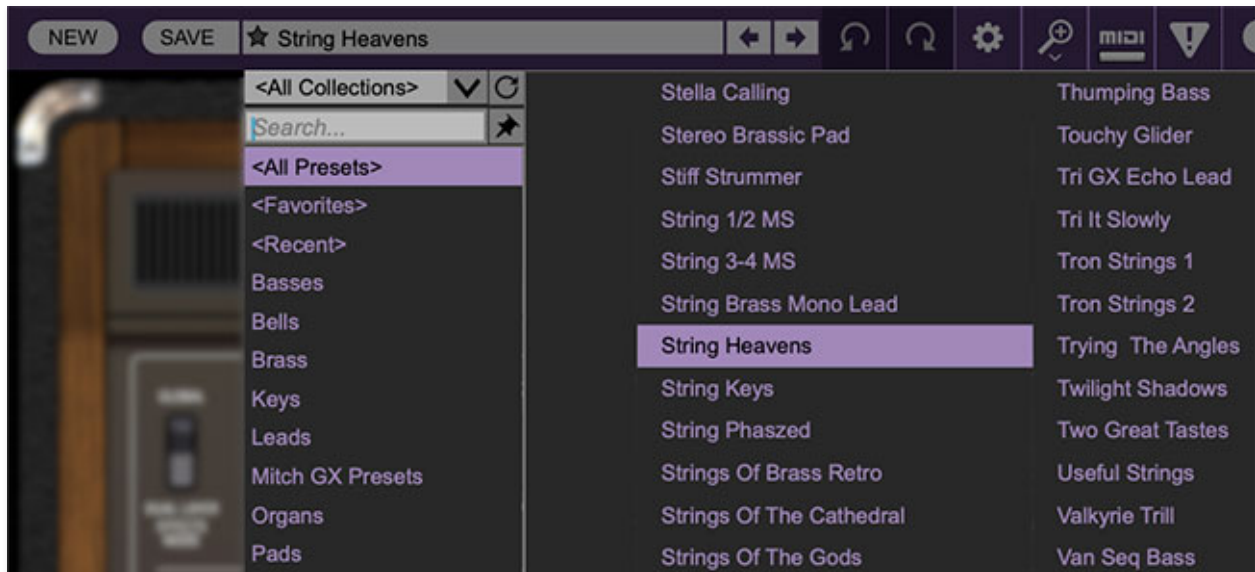 NEW
SAVE
String Heavens
MIDI
<All Collections>
Search...
<All Presets>
<Favorites>
<Recent>
Basses
Bells
Brass
Keys
Leads
Mitch GX Presets
Organs
Pads
Stella Calling
Stereo Brassic Pad
Stiff Strummer
String 1/2 MS
String 3-4 MS
String Brass Mono Lead
String Heavens
String Keys
String Phaszed
Strings Of Brass Retro
Strings Of The Cathedral
Strings Of The Gods
Thumping Bass
Touchy Glider
Tri GX Echo Lead
Tri It Slowly
Tron Strings 1
Tron Strings 2
Trying  The Angles
Twilight Shadows
Two Great Tastes
Useful Strings
Valkyrie Trill
Van Seq Bass